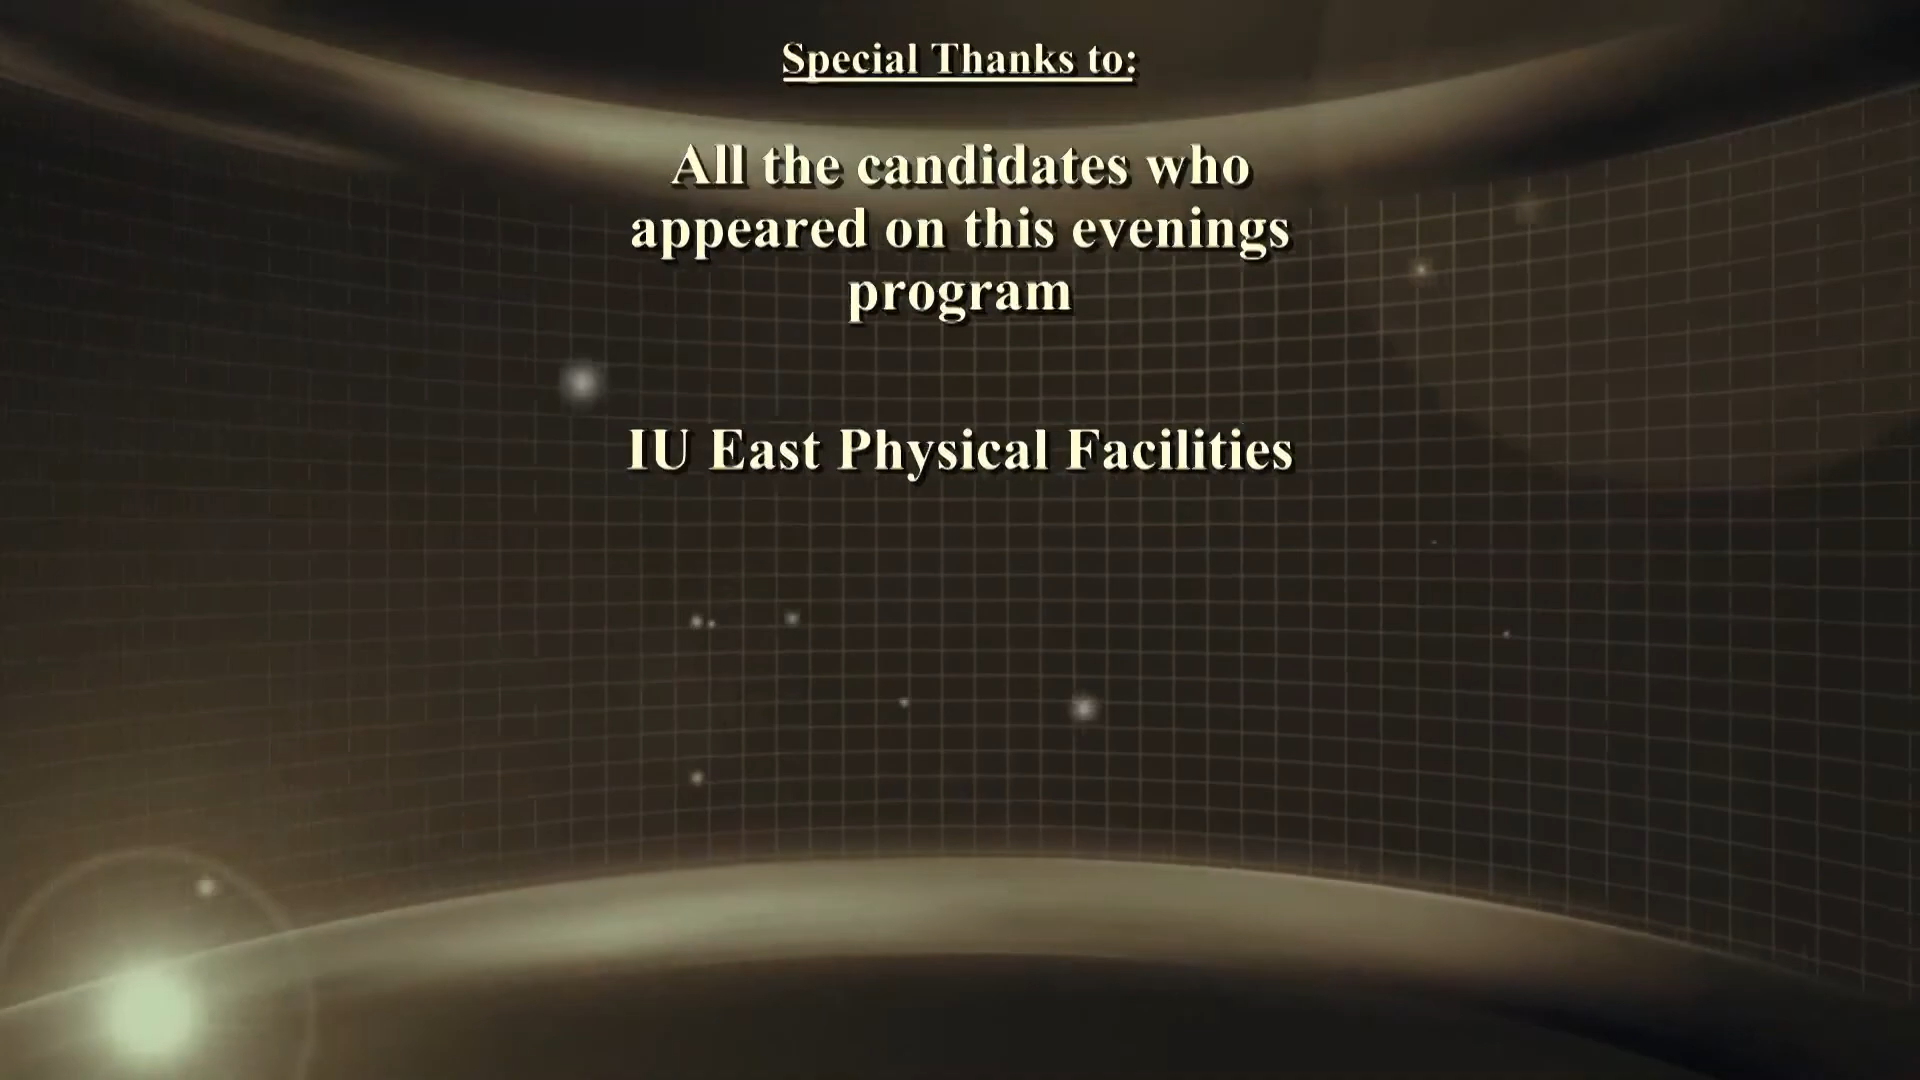 Special Thanks to:
All the candidates who
appeared on this evenings
program
IU East Physical Facilities